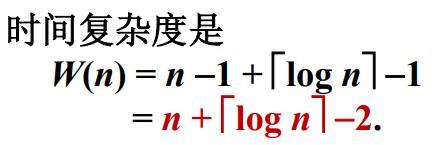 时间复杂度是
W(n) = n –1 + ⌈log n⌉ –1
= n + ⌈log n⌉ –2.